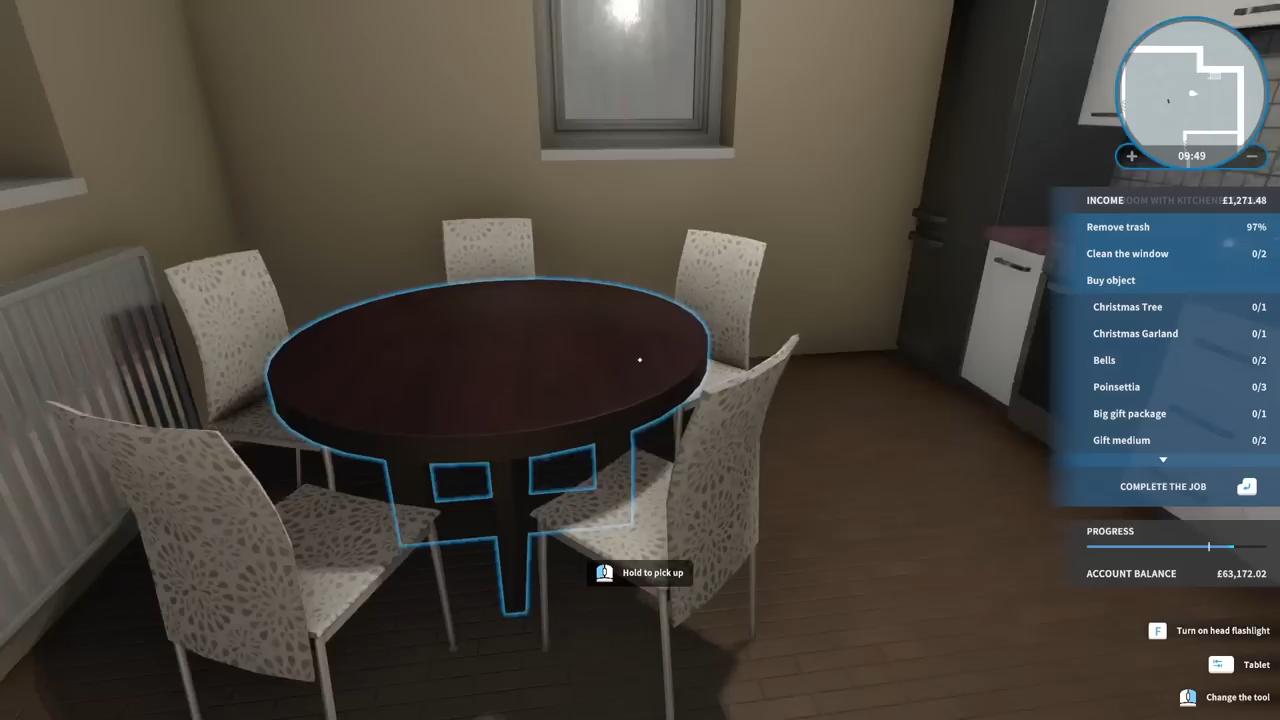 09:49
INCOME OOM WITH KITCHEN £1,271.48
Remove trash 97%
Clean the window 0/2
Buy object
Christmas Tree 0/1
Christmas Garland 0/1
Bells 0/2
Poinsettia 0/3
Big gift package 0/1
Gift medium 0/2
COMPLETE THE JOB
PROGRESS
ACCOUNT BALANCE £63,172.02
Hold to pick up
F Turn on head flashlight
Tablet
Change the tool